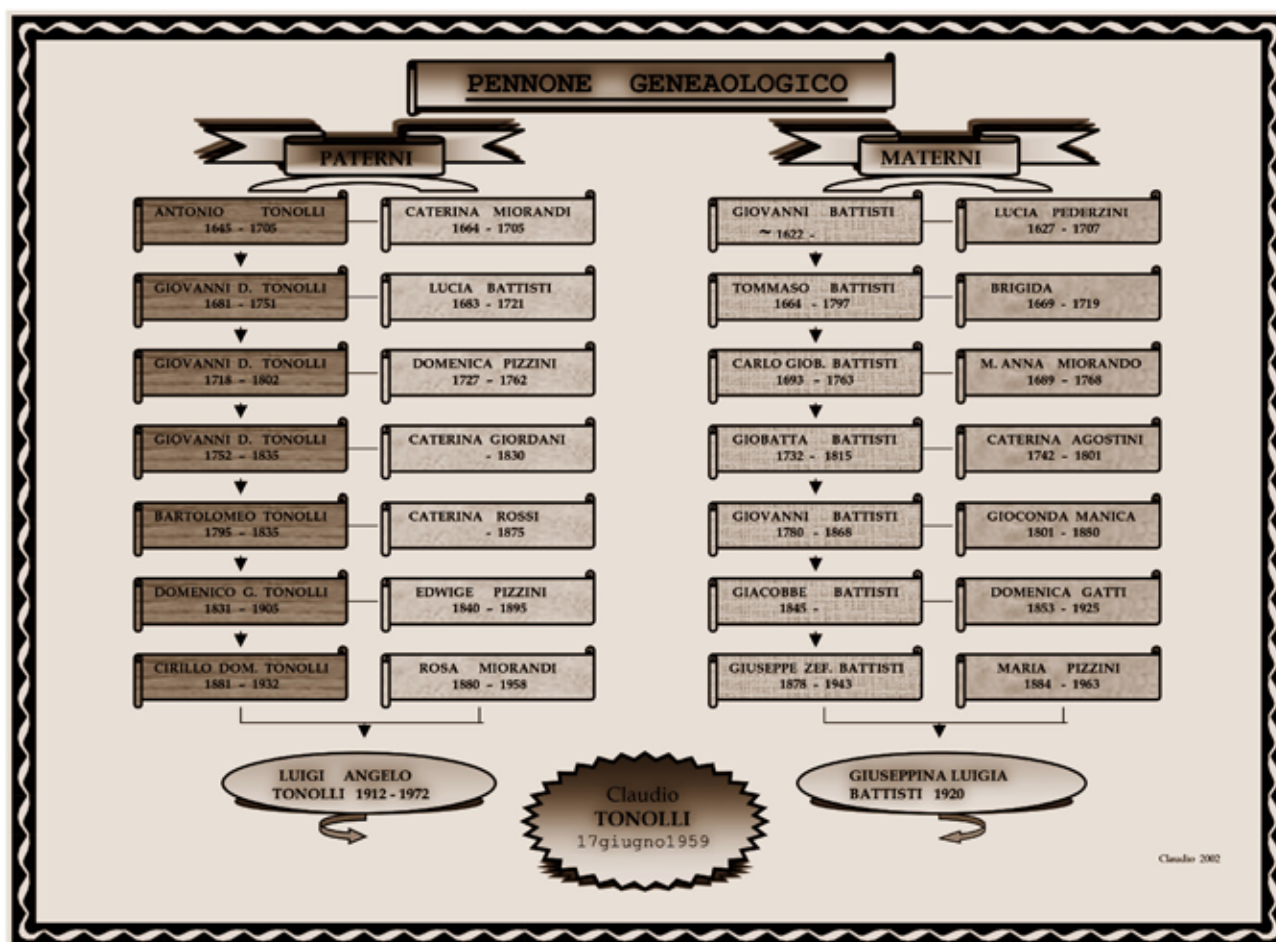 PENNONE GENEAOLOGICO
PATERNI
MATERNI
ANTONIO TONOLLI
1645 - 1705
CATERINA MIORANDI
1664 - 1705
GIOVANNI BATTISTI
~ 1622 -
LUCIA PEDERZINI
1627 - 1707
GIOVANNI D. TONOLLI
1681 - 1751
LUCIA BATTISTI
1683 - 1721
TOMMASO BATTISTI
1664 - 1797
BRIGIDA
1669 - 1719
GIOVANNI D. TONOLLI
1718 - 1802
DOMENICA PIZZINI
1727 - 1762
CARLO GIOB. BATTISTI
1693 - 1763
M. ANNA MIORANDO
1689 - 1768
GIOVANNI D. TONOLLI
1752 - 1835
CATERINA GIORDANI
- 1830
GIOBATTA BATTISTI
1732 - 1815
CATERINA AGOSTINI
1742 - 1801
BARTOLOMEO TONOLLI
1795 - 1835
CATERINA ROSSI
- 1875
GIOVANNI BATTISTI
1780 - 1868
GIOCONDA MANICA
1801 - 1880
DOMENICO G. TONOLLI
1831 - 1905
EDWIGE PIZZINI
1840 - 1895
GIACOBBE BATTISTI
1845 -
DOMENICA GATTI
1853 - 1925
CIRILLO DOM. TONOLLI
1881 - 1932
ROSA MIORANDI
1880 - 1958
GIUSEPPE ZEF. BATTISTI
1878 - 1943
MARIA PIZZINI
1884 - 1963
LUIGI ANGELO
TONOLLI 1912 - 1972
GIUSEPPINA LUIGIA
BATTISTI 1920
Claudio
TONOLLI
17giugno1959
Claudio 2002